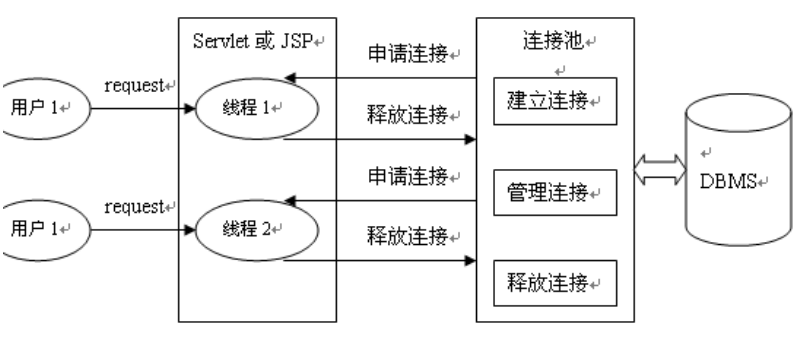 Servlet 或 JSP↵
连接池↵
↵
申请连接↵
request↵
用户 1↵
线程 1↵
建立连接↵
释放连接↵
↵
DBMS↵
申请连接↵
管理连接↵
request↵
用户 1↵
线程 2↵
释放连接↵
释放连接↵